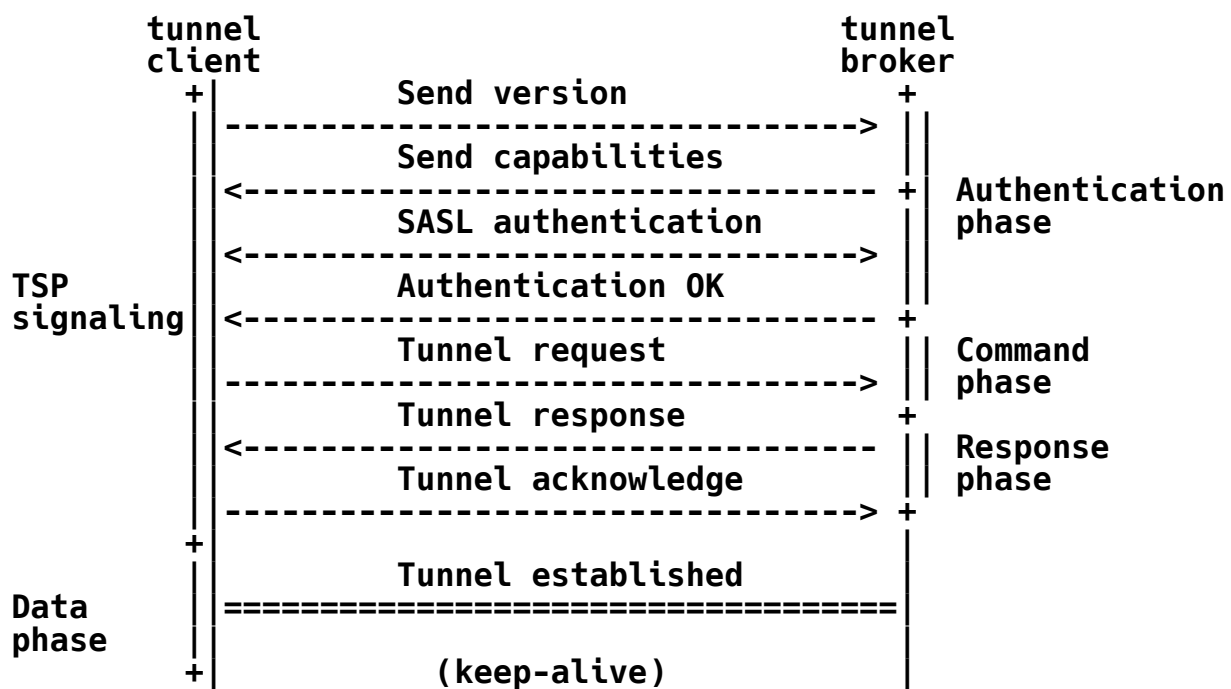 tunnel                              tunnel
       client                              broker
         +|         Send version              +
         ||---------------------------------> ||
         ||         Send capabilities         ||
         ||<--------------------------------- +| Authentication
         ||         SASL authentication       || phase
         ||<--------------------------------> ||
TSP      ||         Authentication OK         ||
signaling||<--------------------------------- +
         ||         Tunnel request            || Command
         ||---------------------------------> || phase
         ||         Tunnel response           +
         ||<--------------------------------- || Response
         ||         Tunnel acknowledge        || phase
         ||---------------------------------> +
         +|                                   |
         ||         Tunnel established        |
Data     ||===================================|
phase    ||                                   |
         +|           (keep-alive)            |